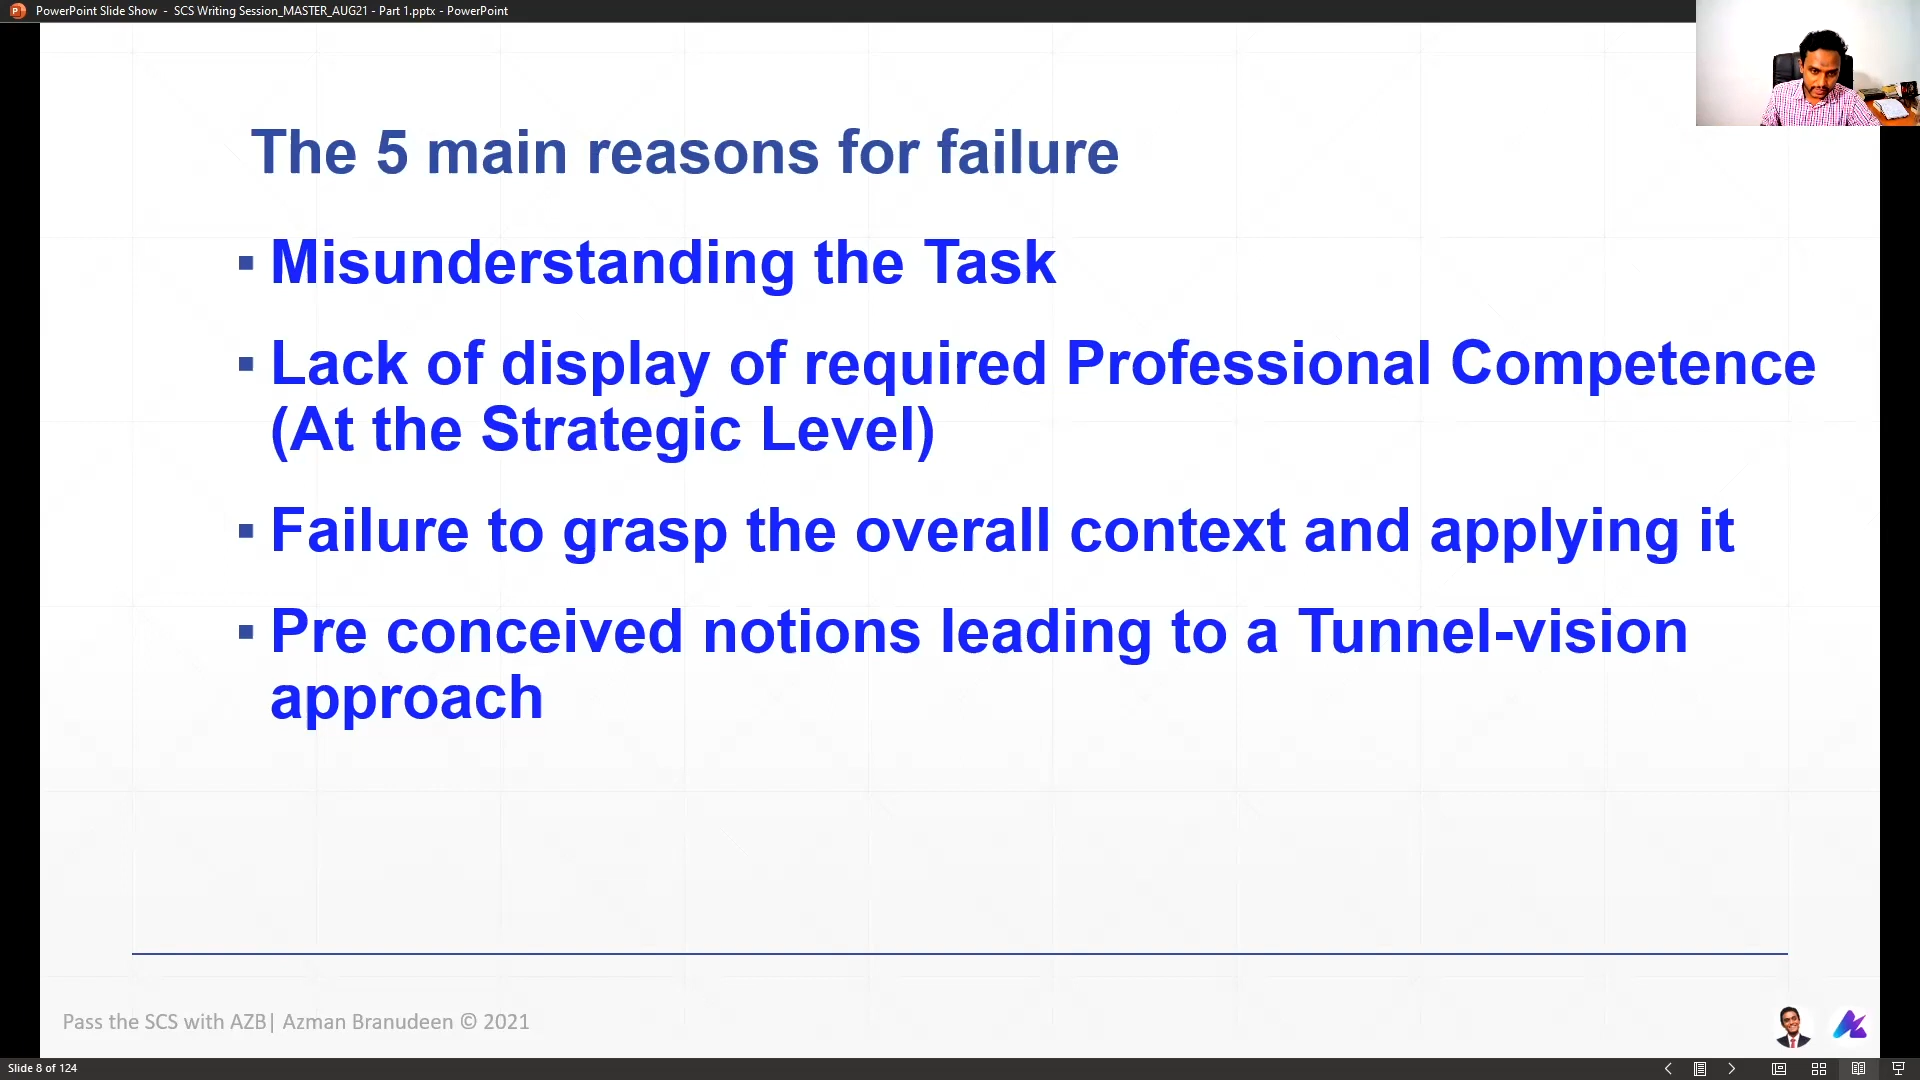 PowerPoint Slide Show - SCS Writing Session_MASTER_AUG21 - Part 1.pptx - PowerPoint
The 5 main reasons for failure
▪ Misunderstanding the Task
▪ Lack of display of required Professional Competence
(At the Strategic Level)
▪ Failure to grasp the overall context and applying it
▪ Pre conceived notions leading to a Tunnel-vision
approach
Pass the SCS with AZB| Azman Branudeen © 2021
Slide 8 of 124